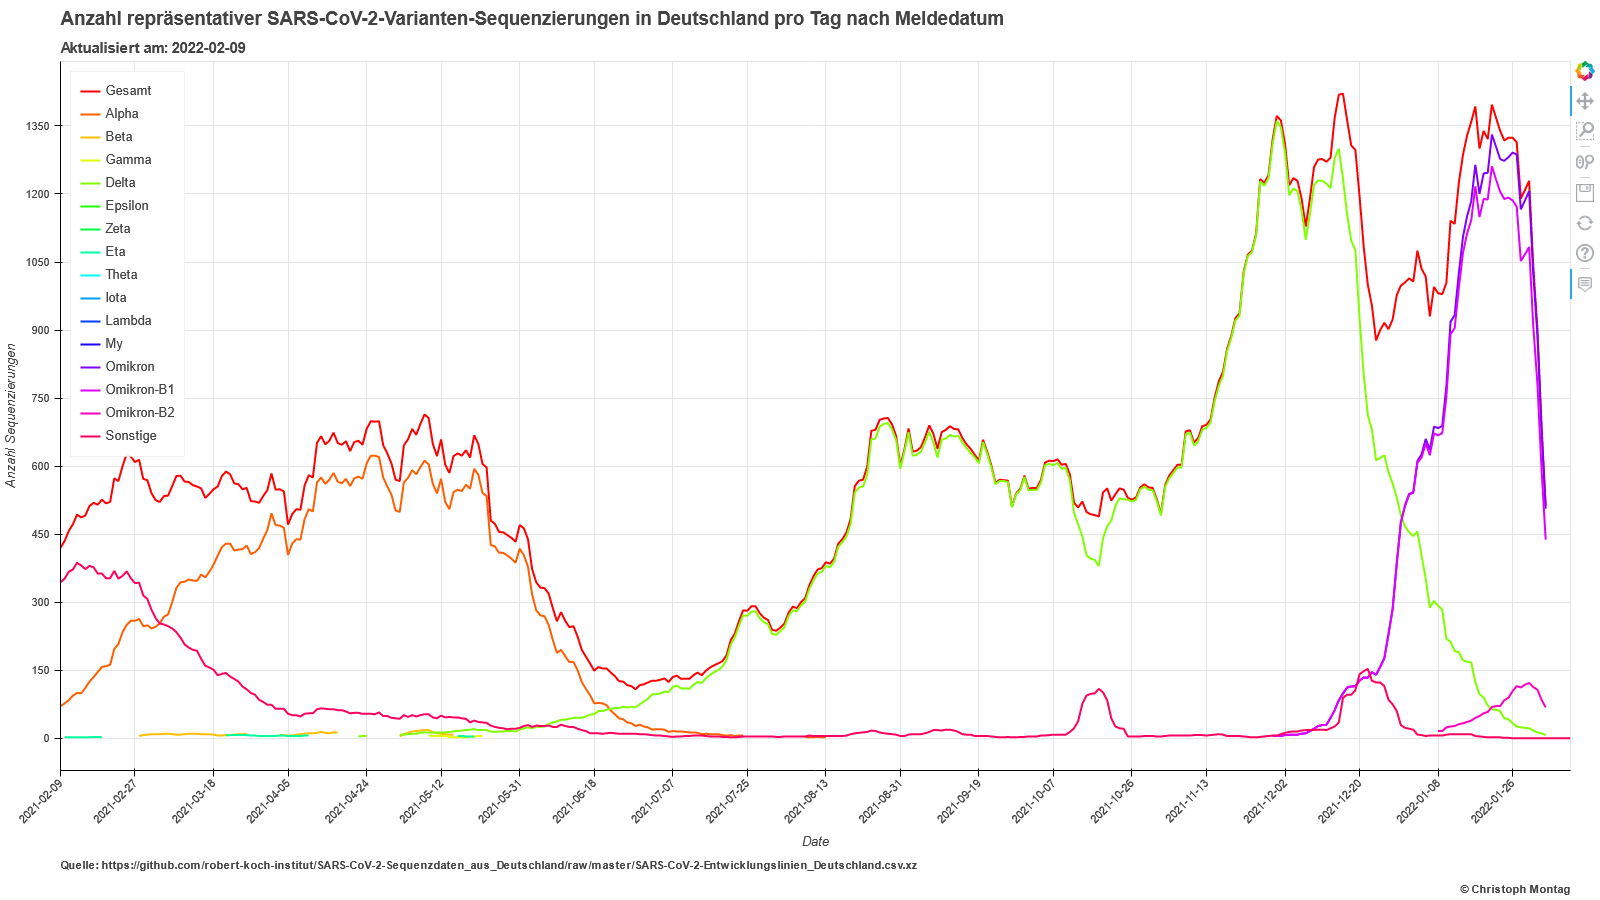 Anzahl repräsentativer SARS-CoV-2-Varianten-Sequenzierungen in Deutschland pro Tag nach Meldedatum
Aktualisiert am: 2022-02-09
Gesamt
Alpha
Beta
Gamma
Delta
Epsilon
Zeta
Eta
Theta
Iota
Lambda
My
Omikron
Omikron-B1
Omikron-B2
Sonstige
Anzahl Sequenzierungen
1350
1200
1050
900
750
600
450
300
150
0
2021-02-09
2021-02-27
2021-03-18
2021-04-05
2021-04-24
2021-05-12
2021-05-31
2021-06-18
2021-07-07
2021-07-25
2021-08-13
2021-08-31
2021-09-19
2021-10-07
2021-10-26
2021-11-13
2021-12-02
2021-12-20
2022-01-08
2022-01-26
Date
Quelle: https://github.com/robert-koch-institut/SARS-CoV-2-Sequenzdaten_aus_Deutschland/raw/master/SARS-CoV-2-Entwicklungslinien_Deutschland.csv.xz
© Christoph Montag